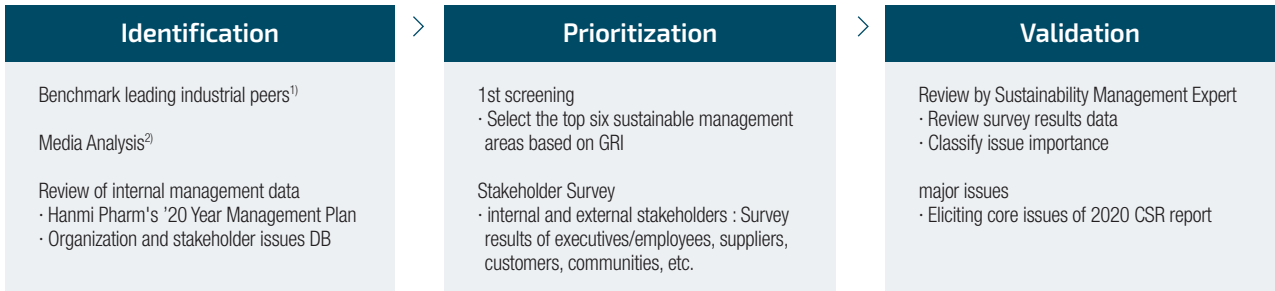 Identification
Benchmark leading industrial peers1)
Media Analysis2)
Review of internal management data
· Hanmi Pharm's ’20 Year Management Plan
· Organization and stakeholder issues DB
>
Prioritization
1st screening
· Select the top six sustainable management
areas based on GRI
Stakeholder Survey
· internal and external stakeholders : Survey
results of executives/employees, suppliers,
customers, communities, etc.
>
Validation
Review by Sustainability Management Expert
· Review survey results data
· Classify issue importance
major issues
· Eliciting core issues of 2020 CSR report